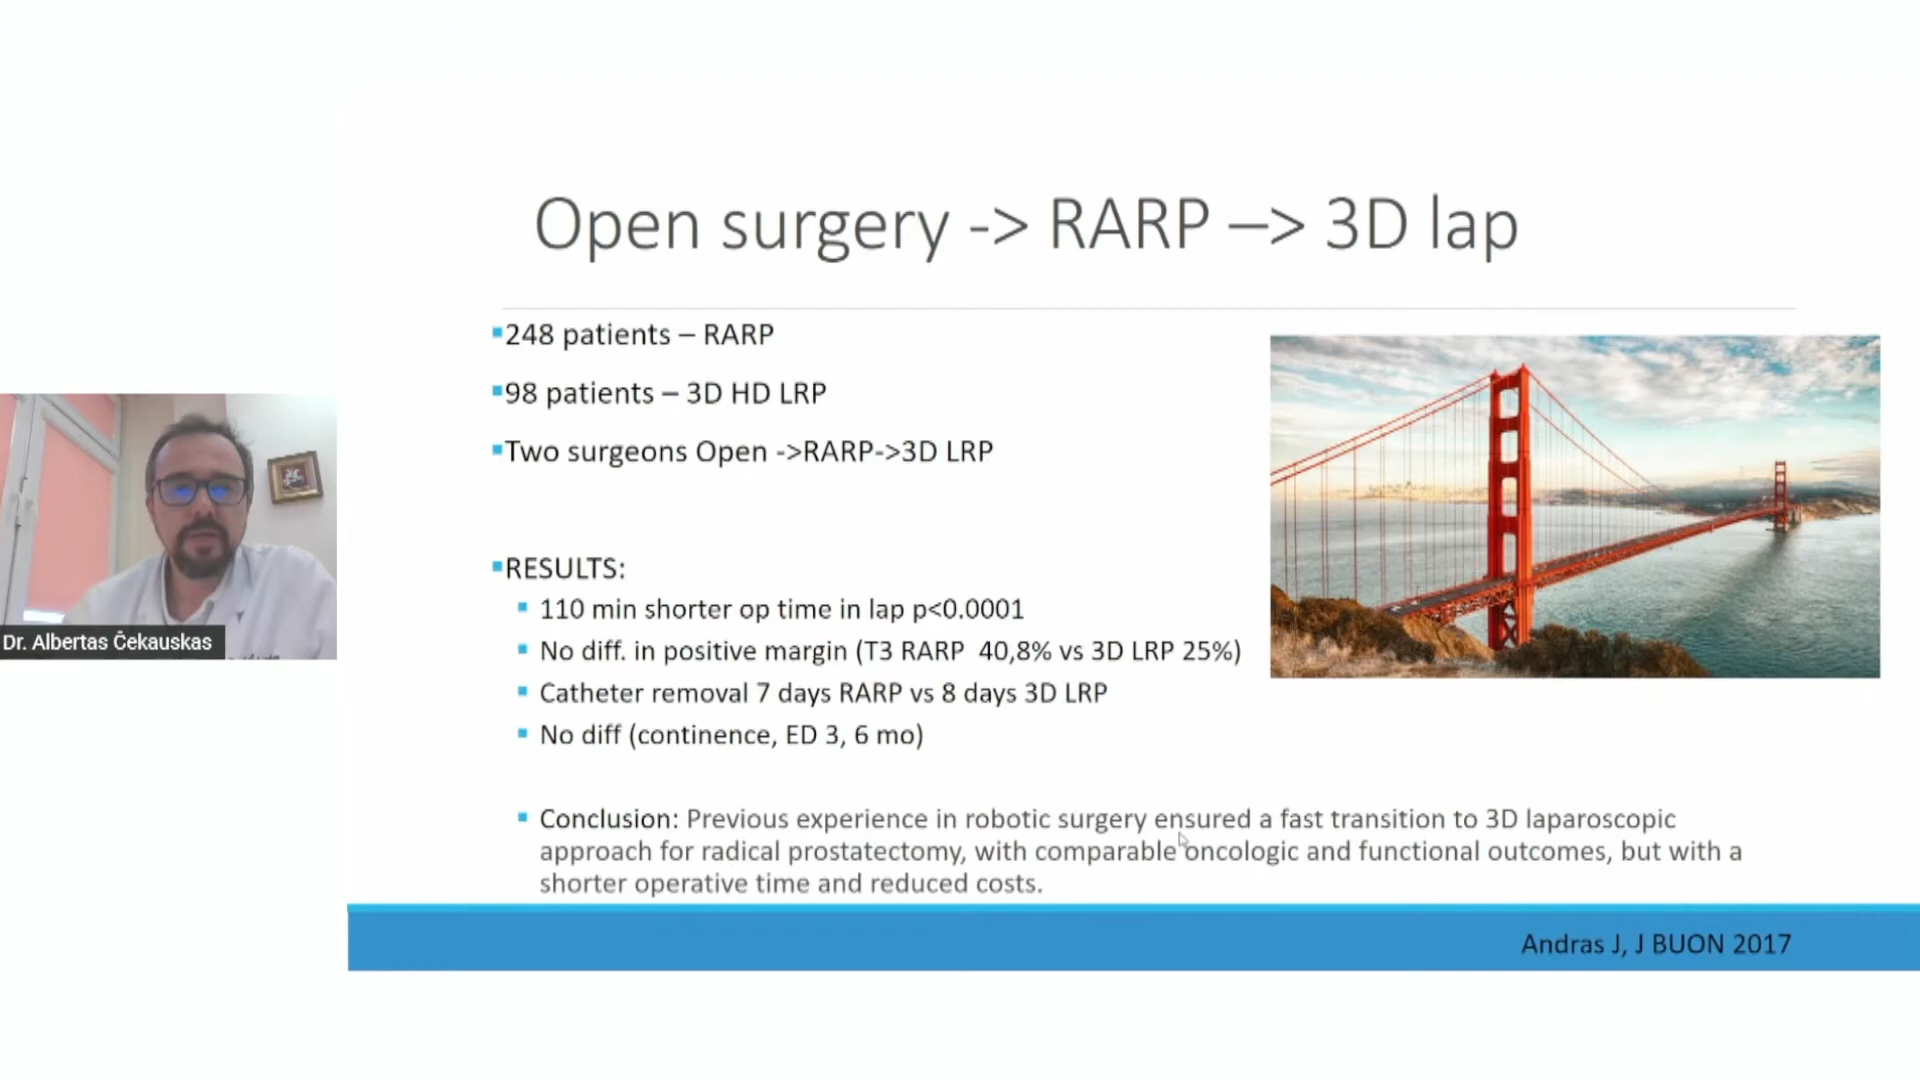 Open surgery -> RARP –> 3D lap
248 patients – RARP
98 patients – 3D HD LRP
Two surgeons Open ->RARP->3D LRP
RESULTS:
110 min shorter op time in lap p<0.0001
No diff. in positive margin (T3 RARP 40,8% vs 3D LRP 25%)
Catheter removal 7 days RARP vs 8 days 3D LRP
No diff (continence, ED 3, 6 mo)
Conclusion: Previous experience in robotic surgery ensured a fast transition to 3D laparoscopic
approach for radical prostatectomy, with comparable oncologic and functional outcomes, but with a
shorter operative time and reduced costs.
Andras J, J BUON 2017
Dr. Albertas Čekauskas